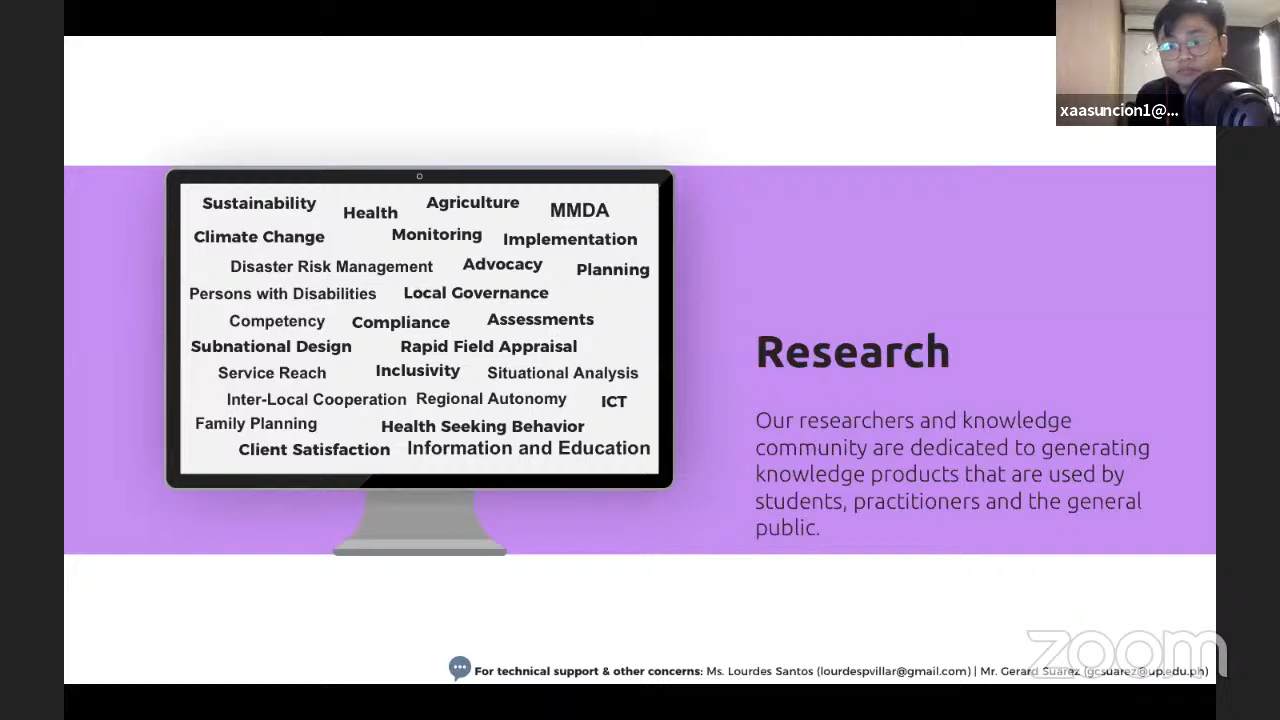 xaasuncion1@...
Sustainability Health Agriculture MMDA
Climate Change Monitoring Implementation
Disaster Risk Management Advocacy Planning
Persons with Disabilities Local Governance
Competency Compliance Assessments
Subnational Design Rapid Field Appraisal
Service Reach Inclusivity Situational Analysis
Inter-Local Cooperation Regional Autonomy ICT
Family Planning Health Seeking Behavior
Client Satisfaction Information and Education
Research
Our researchers and knowledge
community are dedicated to generating
knowledge products that are used by
students, practitioners and the general
public.
zoom
For technical support & other concerns: Ms. Lourdes Santos (lourdespvillar@gmail.com) | Mr. Gerard Suarez (gcsuarez@up.edu.ph)